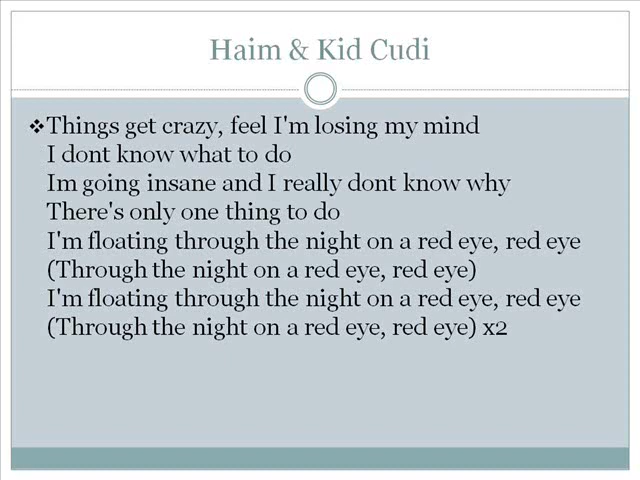 Haim & Kid Cudi
❖Things get crazy, feel I'm losing my mind
I dont know what to do
Im going insane and I really dont know why
There's only one thing to do
I'm floating through the night on a red eye, red eye
(Through the night on a red eye, red eye)
I'm floating through the night on a red eye, red eye
(Through the night on a red eye, red eye) x2